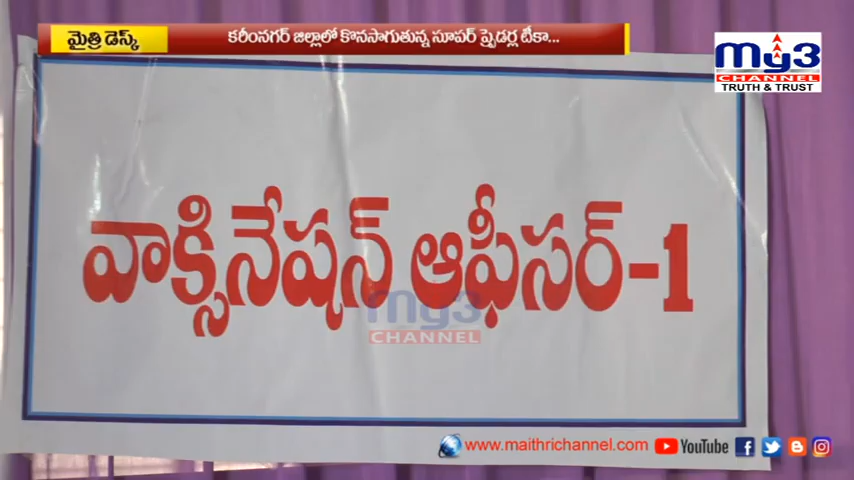 మైత్రి డెస్క్
కరీంనగర్ జిల్లాలో కొనసాగుతున్న సూపర్ స్ప్రెడర్ల టీకా...
my3
CHANNEL
TRUTH & TRUST
వాక్సినేషన్ ఆఫీసర్-1
my3
CHANNEL
www.maithrichannel.com YouTube